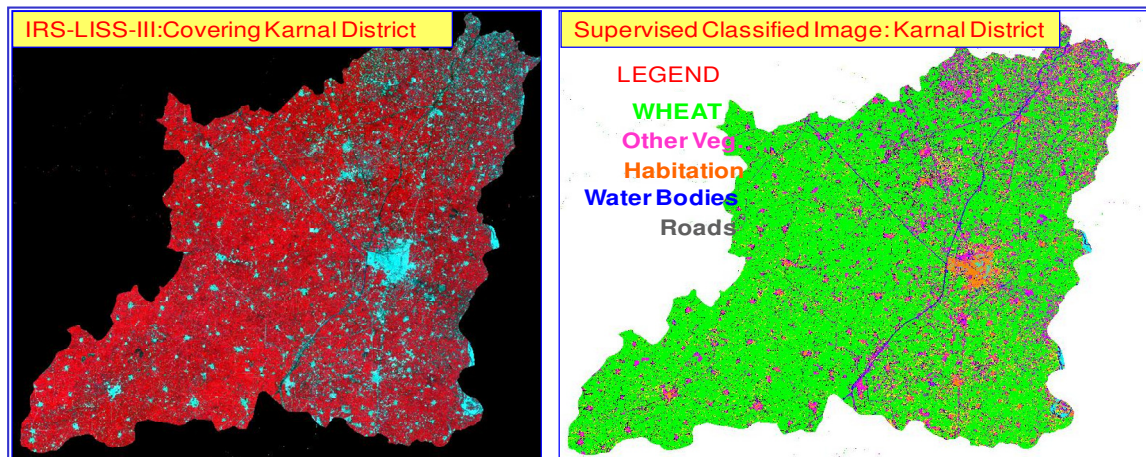 IRS-LISS-III:Covering Karnal District
Supervised Classified Image: Karnal District
LEGEND
WHEAT
Other Veg
Habitation
Water Bodies
Roads